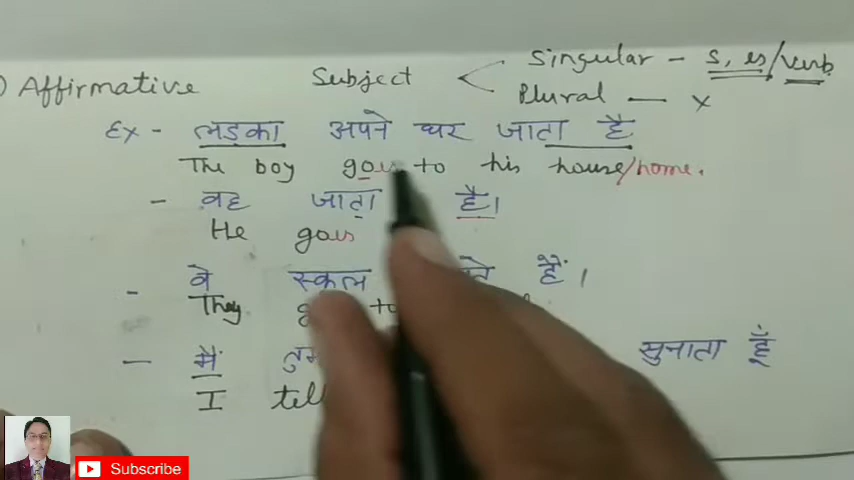 ) Affirmative Subject Singular - s, es/verb
Plural — x
Ex - लड़का अपने घर जाता है
The boy goes to his house/home.
- वह जाता है।
He goes
- वे स्कूल हैं।
They
- मैं सुनाता हूँ
I tell
Subscribe